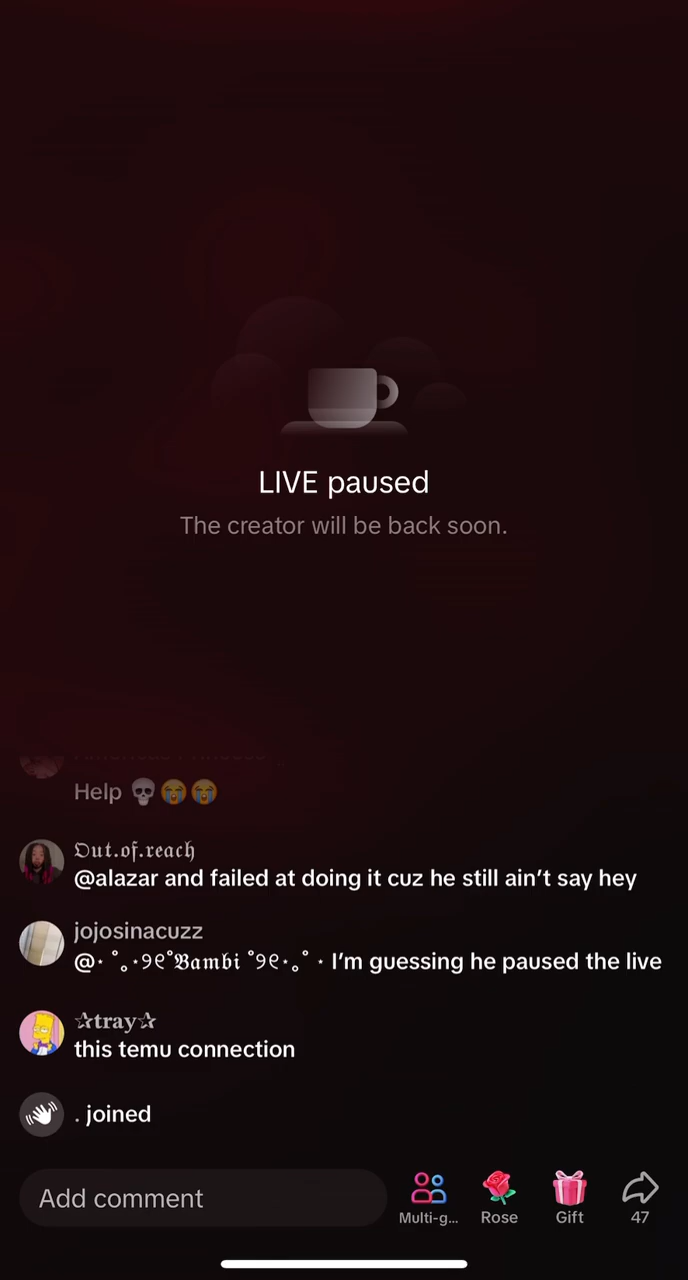 LIVE paused
The creator will be back soon.
Help 💀😭😭
𝔒𝔲𝔱.𝔬𝔣.𝔯𝔢𝔞𝔠𝔥
@alazar and failed at doing it cuz he still ain’t say hey
jojosinacuzz
@⋆ ˚｡⋆୨୧˚𝕭𝖆𝖒𝖇𝖎 ˚୨୧⋆｡˚ ⋆ I’m guessing he paused the live
✰𝐭𝐫𝐚𝐲✰
this temu connection
. joined
Add comment
Multi-g...
Rose
Gift
47